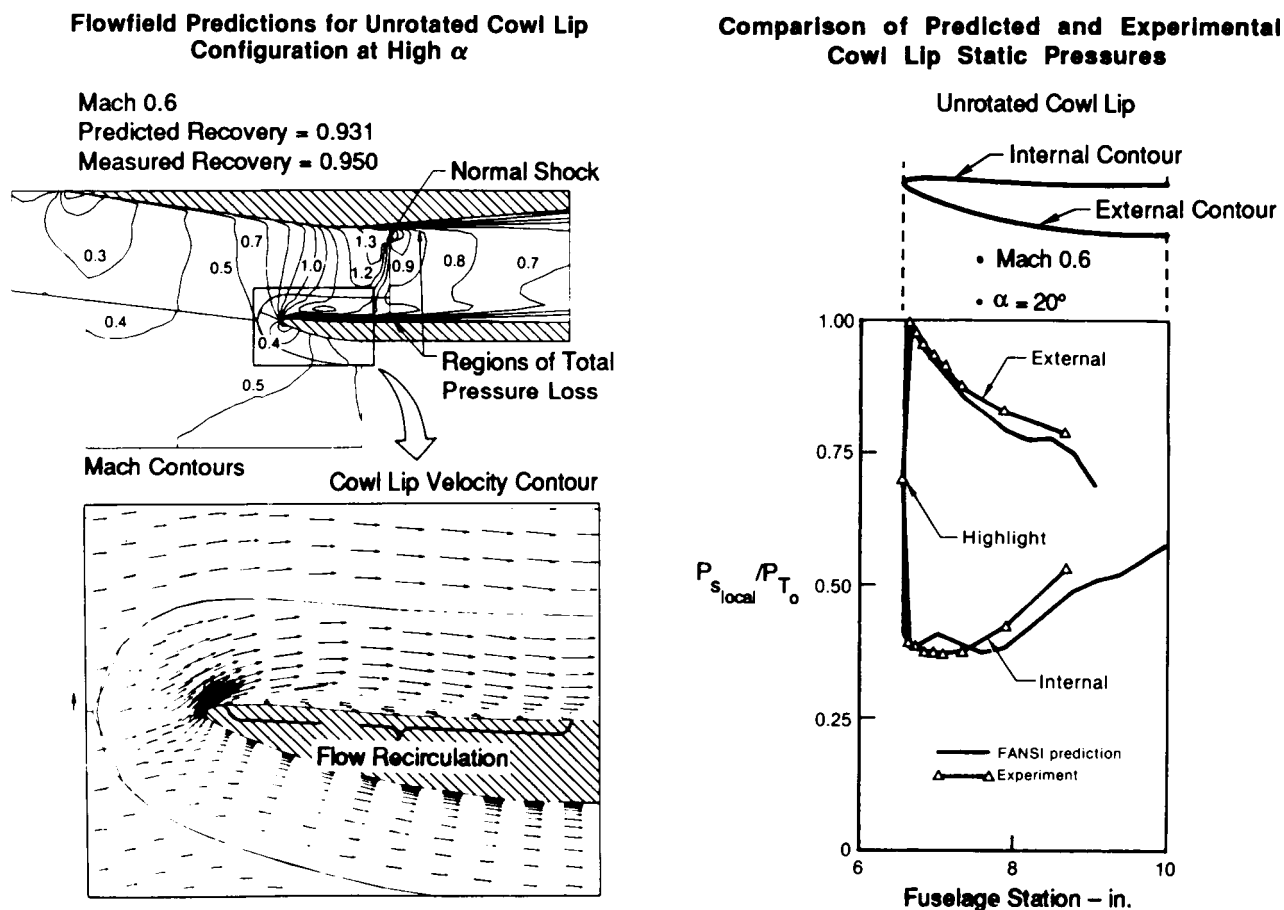 Flowfield Predictions for Unrotated Cowl Lip
Configuration at High α
Mach 0.6
Predicted Recovery = 0.931
Measured Recovery = 0.950
Normal Shock
0.3
0.7
0.5
1.0
1.3
1.2
0.9
0.8
0.7
0.4
0.4
0.5
Regions of Total
Pressure Loss
Mach Contours
Cowl Lip Velocity Contour
Flow Recirculation
Comparison of Predicted and Experimental
Cowl Lip Static Pressures
Unrotated Cowl Lip
Internal Contour
External Contour
• Mach 0.6
• α = 20°
1.00
External
0.75
Highlight
P_{s_{local}}/P_{T_o}
0.50
Internal
0.25
FANSI prediction
Experiment
0
6
8
10
Fuselage Station – in.